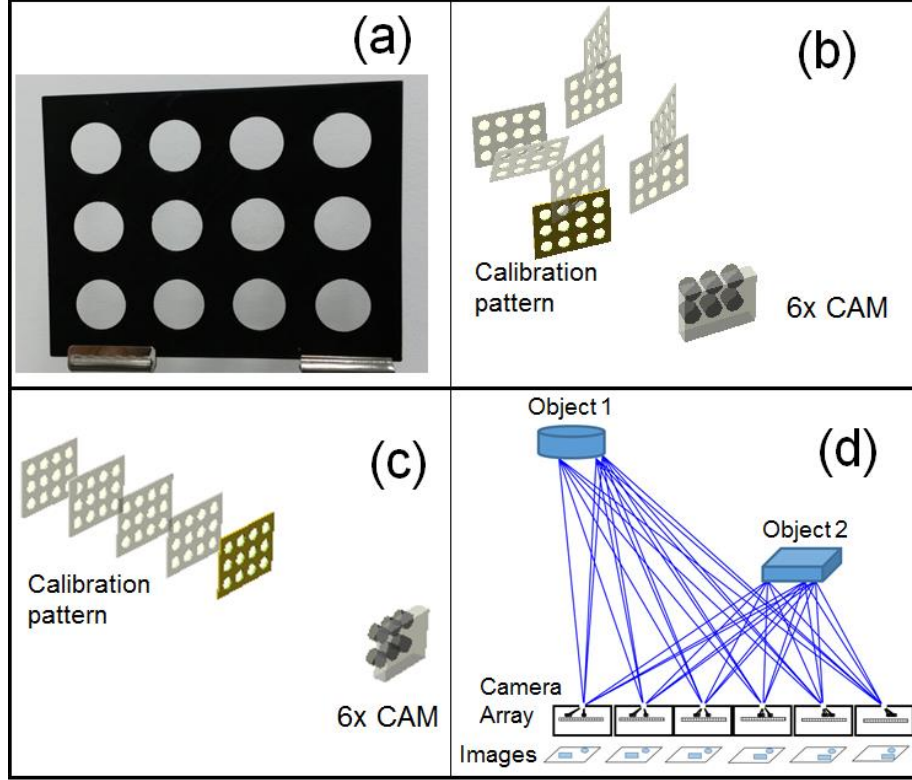 (a)
(b)
Calibration
pattern
6x CAM
(c)
Calibration
pattern
6x CAM
Object 1
(d)
Object 2
Camera
Array
Images